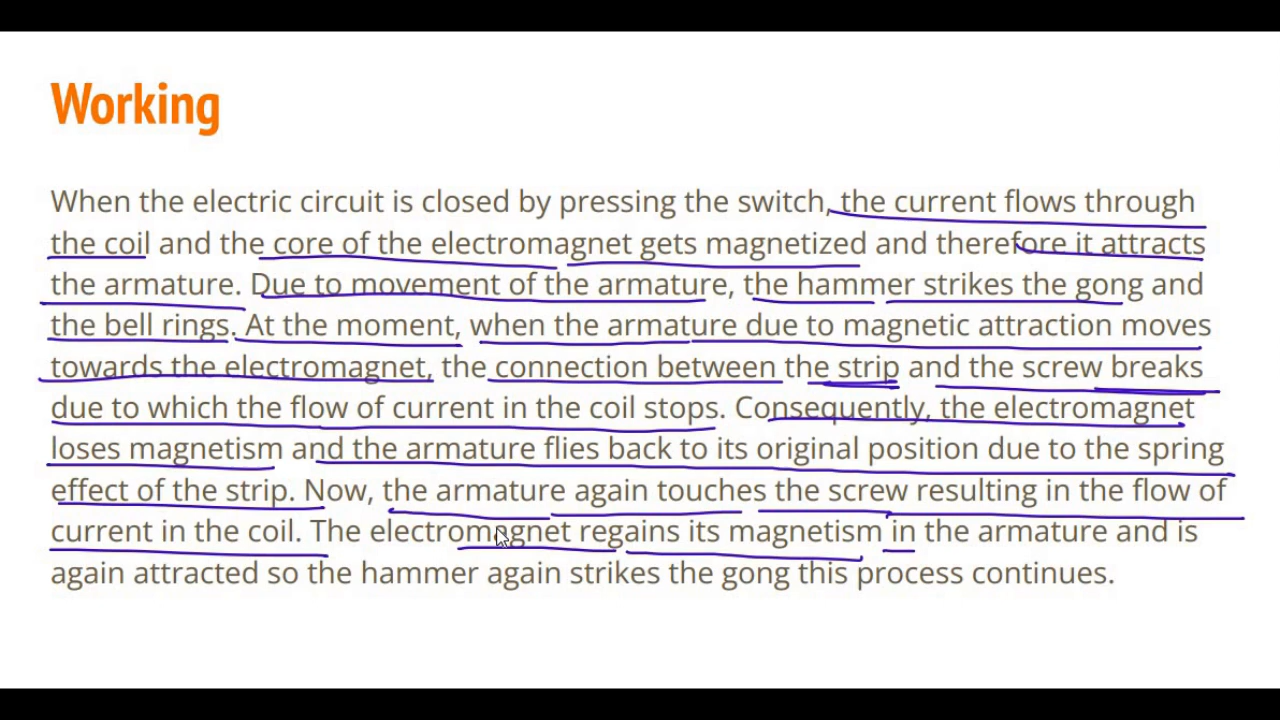 Working
When the electric circuit is closed by pressing the switch, the current flows through
the coil and the core of the electromagnet gets magnetized and therefore it attracts
the armature. Due to movement of the armature, the hammer strikes the gong and
the bell rings. At the moment, when the armature due to magnetic attraction moves
towards the electromagnet, the connection between the strip and the screw breaks
due to which the flow of current in the coil stops. Consequently, the electromagnet
loses magnetism and the armature flies back to its original position due to the spring
effect of the strip. Now, the armature again touches the screw resulting in the flow of
current in the coil. The electromagnet regains its magnetism in the armature and is
again attracted so the hammer again strikes the gong this process continues.